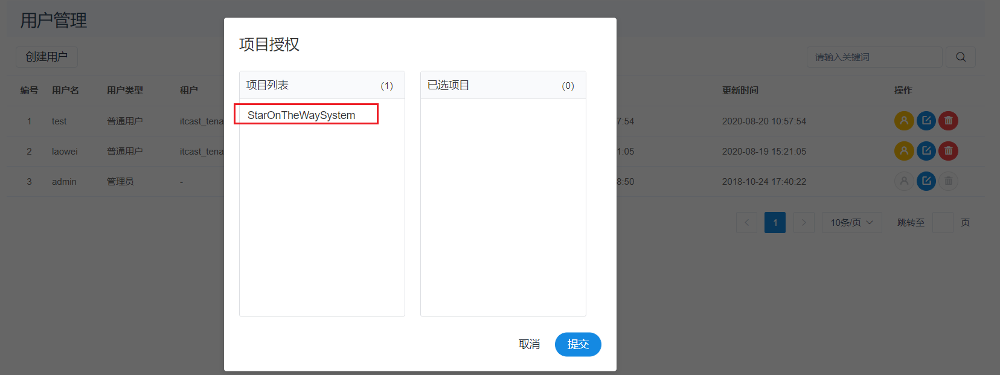 用户管理
创建用户
请输入关键词
编号 用户名 用户类型 租户 更新时间 操作
1 test 普通用户 itcast_tena 7:54 2020-08-20 10:57:54
2 laowei 普通用户 itcast_tena 1:05 2020-08-19 15:21:05
3 admin 管理员 - 8:50 2018-10-24 17:40:22
1 10条/页 跳转至 页
项目授权
项目列表 (1)
StarOnTheWaySystem
已选项目 (0)
取消 提交